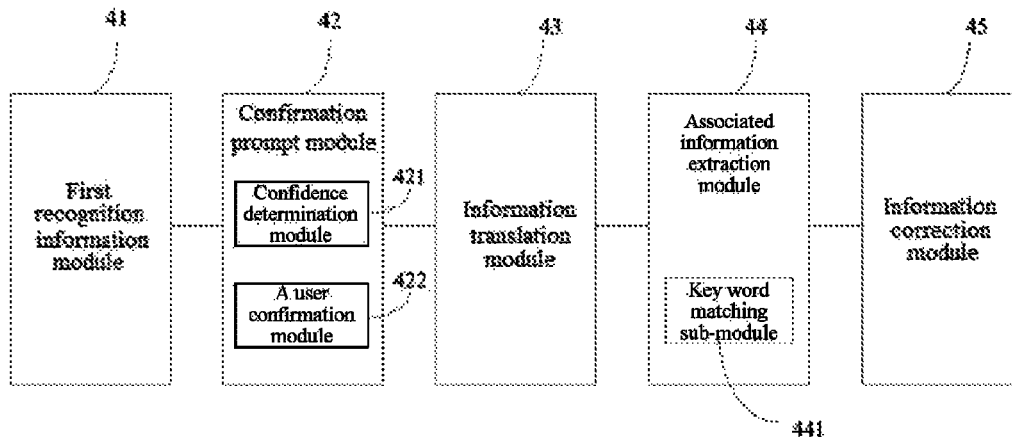 41
42
43
44
45
First
recognition
information
module
Confirmation
prompt module
Confidence
determination
module
421
A user
confirmation
module
422
Information
translation
module
Associated
information
extraction
module
Key word
matching
sub-module
441
Information
correction
module